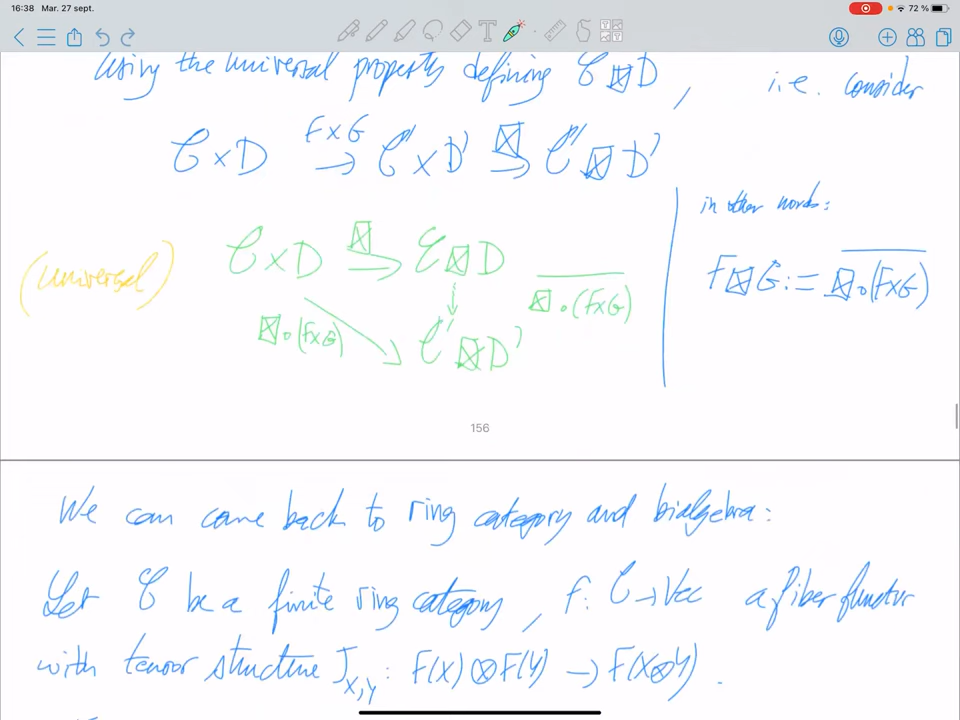 16:38 Mar. 27 sept.
72 %
using the universal property defining C ⊠ D, i.e. consider
C × D → C' × D' → C' ⊠ D'
F × G ⊠
in other words:
C × D → C ⊠ D
⊠
(universal)
F ⊠ G := ⊠∘(F×G)
⊠∘(F×G)
⊠∘(F×G)
C' ⊠ D'
156
We can come back to ring category and bialgebra:
Let C be a finite ring category, F: C → Vec a fiber functor
with tensor structure J_{X,Y}: F(X) ⊗ F(Y) → F(X⊗Y).